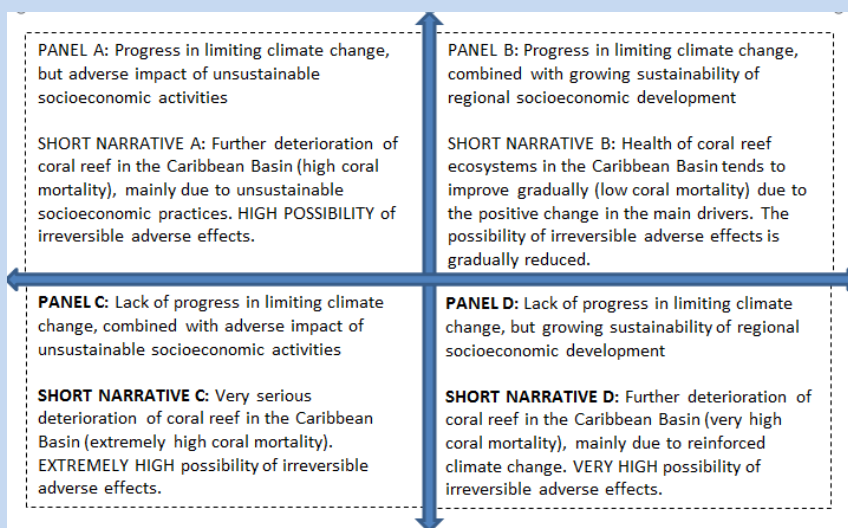 PANEL A: Progress in limiting climate change,
but adverse impact of unsustainable
socioeconomic activities
SHORT NARRATIVE A: Further deterioration of
coral reef in the Caribbean Basin (high coral
mortality), mainly due to unsustainable
socioeconomic practices. HIGH POSSIBILITY of
irreversible adverse effects.
PANEL B: Progress in limiting climate change,
combined with growing sustainability of
regional socioeconomic development
SHORT NARRATIVE B: Health of coral reef
ecosystems in the Caribbean Basin tends to
improve gradually (low coral mortality) due to
the positive change in the main drivers. The
possibility of irreversible adverse effects is
gradually reduced.
PANEL C: Lack of progress in limiting climate
change, combined with adverse impact of
unsustainable socioeconomic activities
SHORT NARRATIVE C: Very serious
deterioration of coral reef in the Caribbean
Basin (extremely high coral mortality).
EXTREMELY HIGH possibility of irreversible
adverse effects.
PANEL D: Lack of progress in limiting climate
change, but growing sustainability of regional
socioeconomic development
SHORT NARRATIVE D: Further deterioration of
coral reef in the Caribbean Basin (very high
coral mortality), mainly due to reinforced
climate change. VERY HIGH possibility of
irreversible adverse effects.